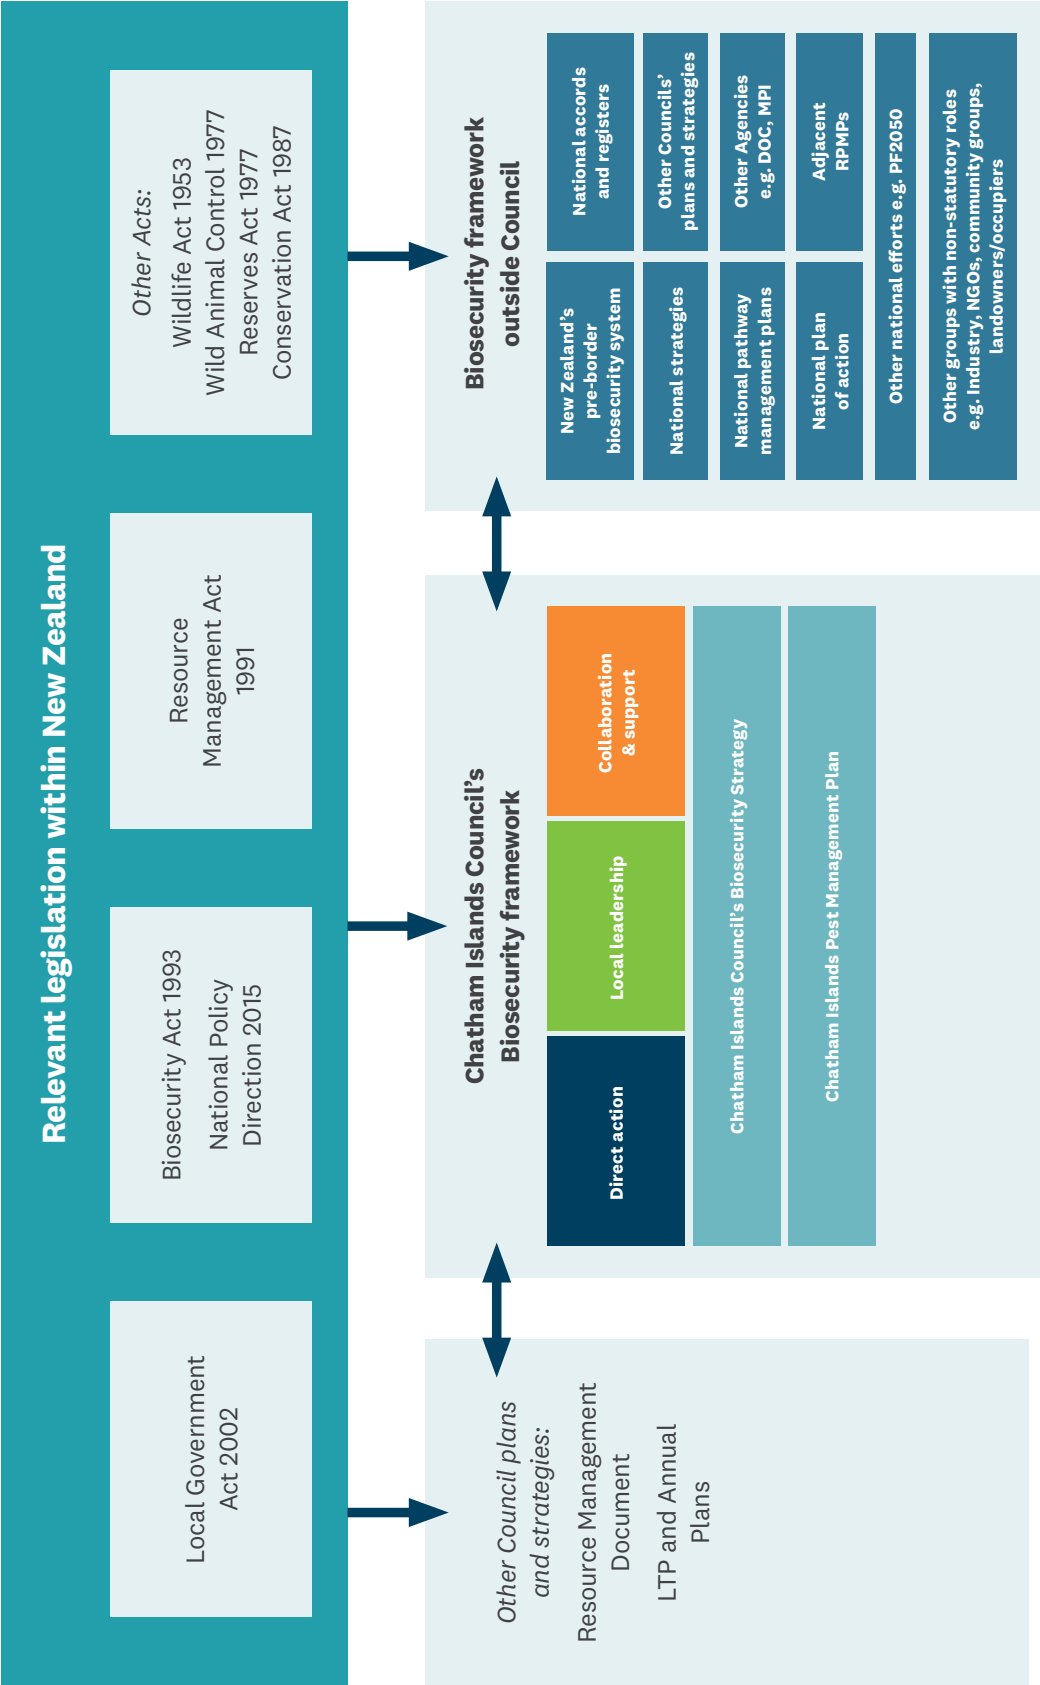 Relevant legislation within New Zealand
Local Government
Act 2002
Biosecurity Act 1993
National Policy
Direction 2015
Resource
Management Act
1991
Other Acts:
Wildlife Act 1953
Wild Animal Control 1977
Reserves Act 1977
Conservation Act 1987
Other Council plans
and strategies:
Resource Management
Document
LTP and Annual
Plans
Chatham Islands Council’s
Biosecurity framework
Direct action
Local leadership
Collaboration
& support
Chatham Islands Council’s Biosecurity Strategy
Chatham Islands Pest Management Plan
Biosecurity framework
outside Council
New Zealand’s
pre-border
biosecurity system
National accords
and registers
National strategies
Other Councils’
plans and strategies
National pathway
management plans
Other Agencies
e.g. DOC, MPI
National plan
of action
Adjacent
RPMPs
Other national efforts e.g. PF2050
Other groups with non-statutory roles
e.g. Industry, NGOs, community groups,
landowners/occupiers